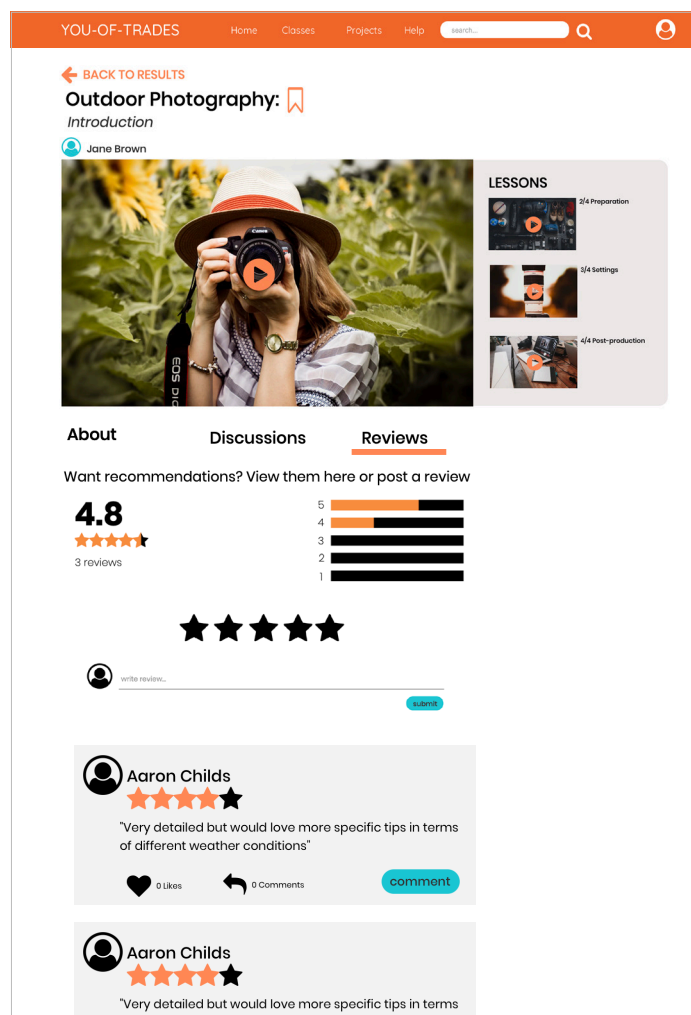 YOU-OF-TRADES
Home Classes Projects Help search...
BACK TO RESULTS
Outdoor Photography:
Introduction
Jane Brown
Canon
EOS DIG
LESSONS
2/4 Preparation
3/4 Settings
4/4 Post-production
About Discussions Reviews
Want recommendations? View them here or post a review
4.8
3 reviews
5
4
3
2
1
write review...
submit
Aaron Childs
"Very detailed but would love more specific tips in terms
of different weather conditions"
0 Likes 0 Comments comment
Aaron Childs
"Very detailed but would love more specific tips in terms